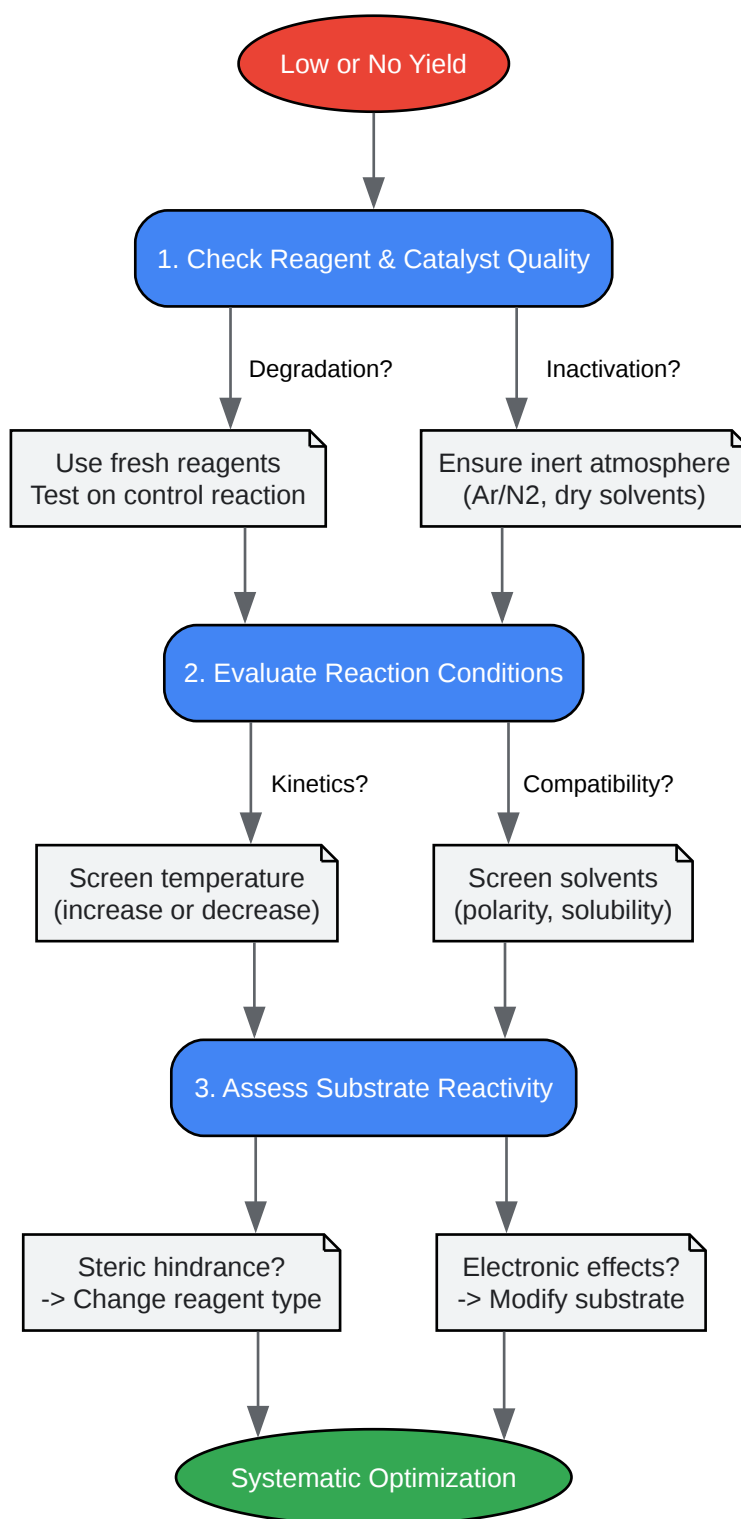 Low or No Yield
1. Check Reagent & Catalyst Quality
Degradation?
Inactivation?
Use fresh reagents
Test on control reaction
Ensure inert atmosphere
(Ar/N2, dry solvents)
2. Evaluate Reaction Conditions
Kinetics?
Compatibility?
Screen temperature
(increase or decrease)
Screen solvents
(polarity, solubility)
3. Assess Substrate Reactivity
Steric hindrance?
-> Change reagent type
Electronic effects?
-> Modify substrate
Systematic Optimization